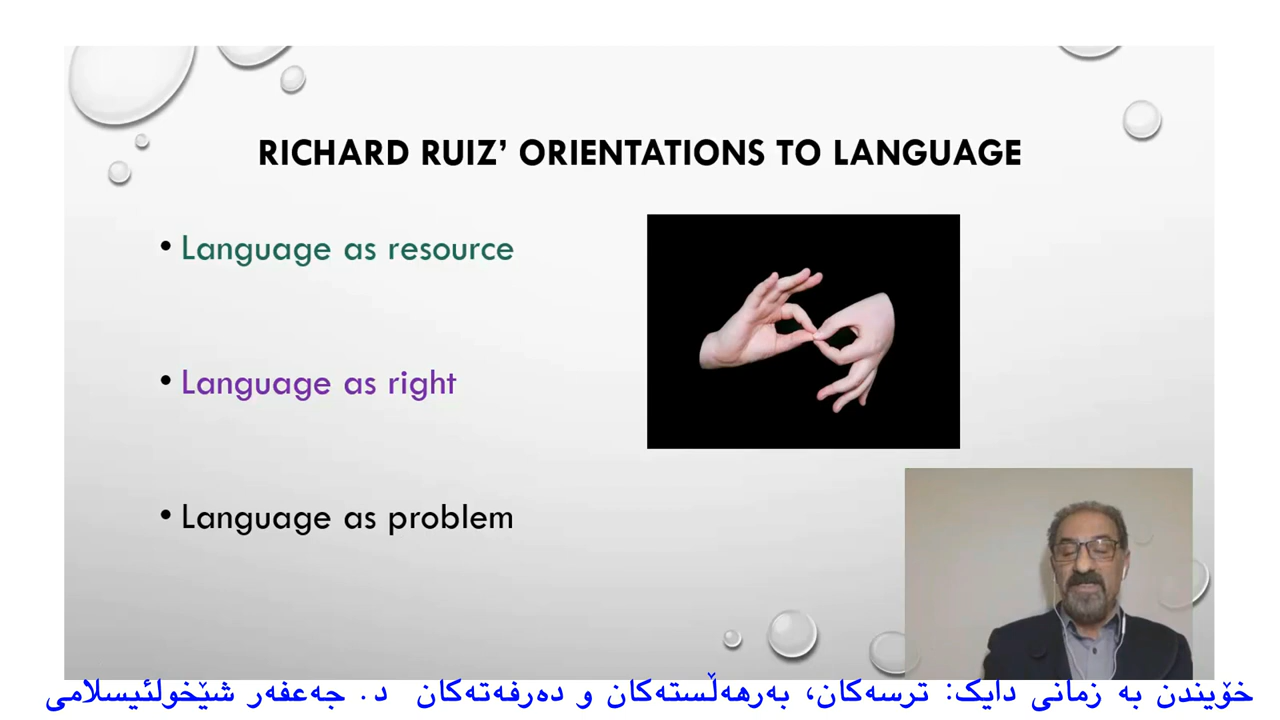 RICHARD RUIZ’ ORIENTATIONS TO LANGUAGE
• Language as resource
• Language as right
• Language as problem
خۆیندن به زمانی دایک: ترسەکان، بەرهەڵستەکان و دەرفەتەکان د. جەعفەر شێخولئیسلامی